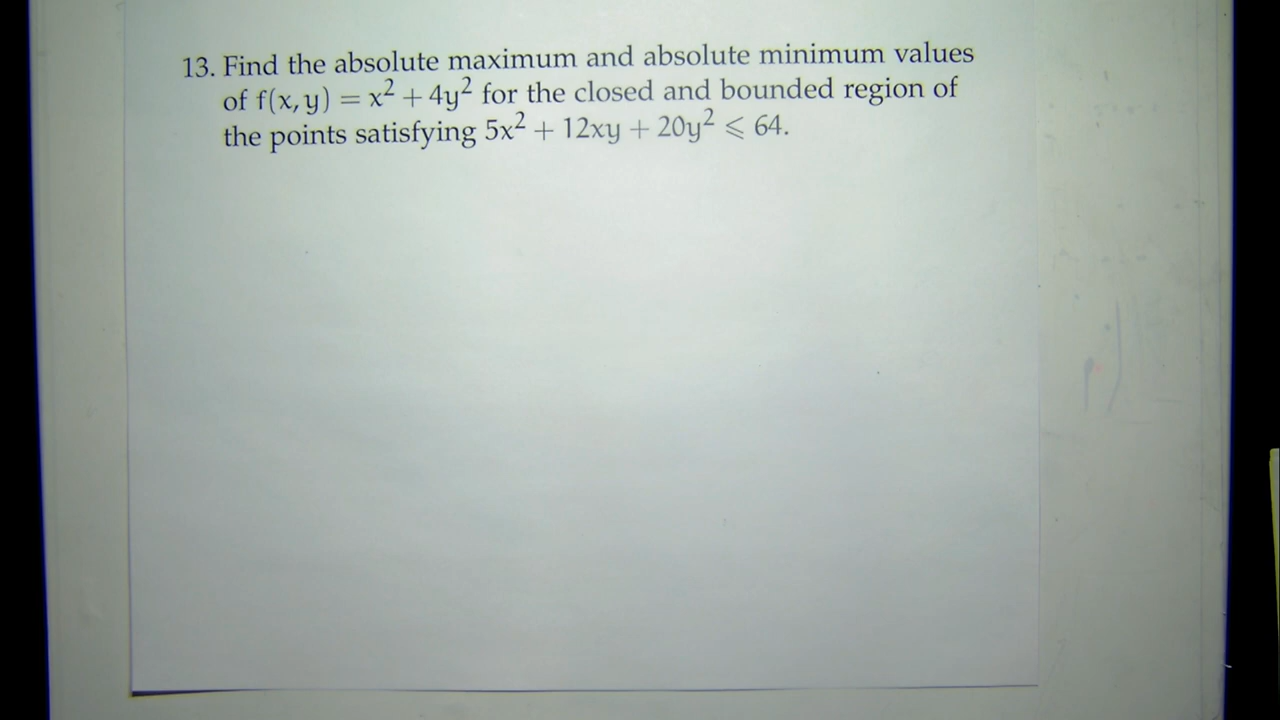 13. Find the absolute maximum and absolute minimum values
of f(x, y) = x² + 4y² for the closed and bounded region of
the points satisfying 5x² + 12xy + 20y² ⩽ 64.